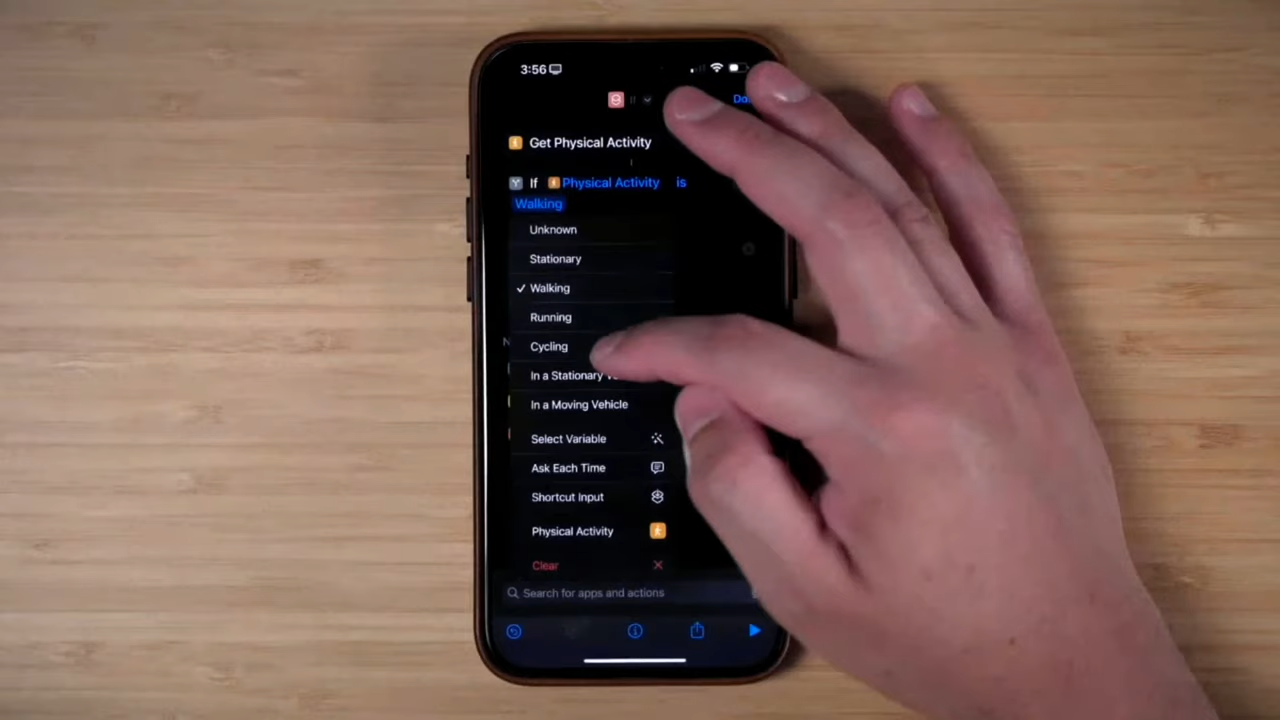 3:56
Get Physical Activity
If Physical Activity is
Walking
Unknown
Stationary
✓ Walking
Running
Cycling
In a Stationary
In a Moving Vehicle
Select Variable
Ask Each Time
Shortcut Input
Physical Activity
Clear
Search for apps and actions